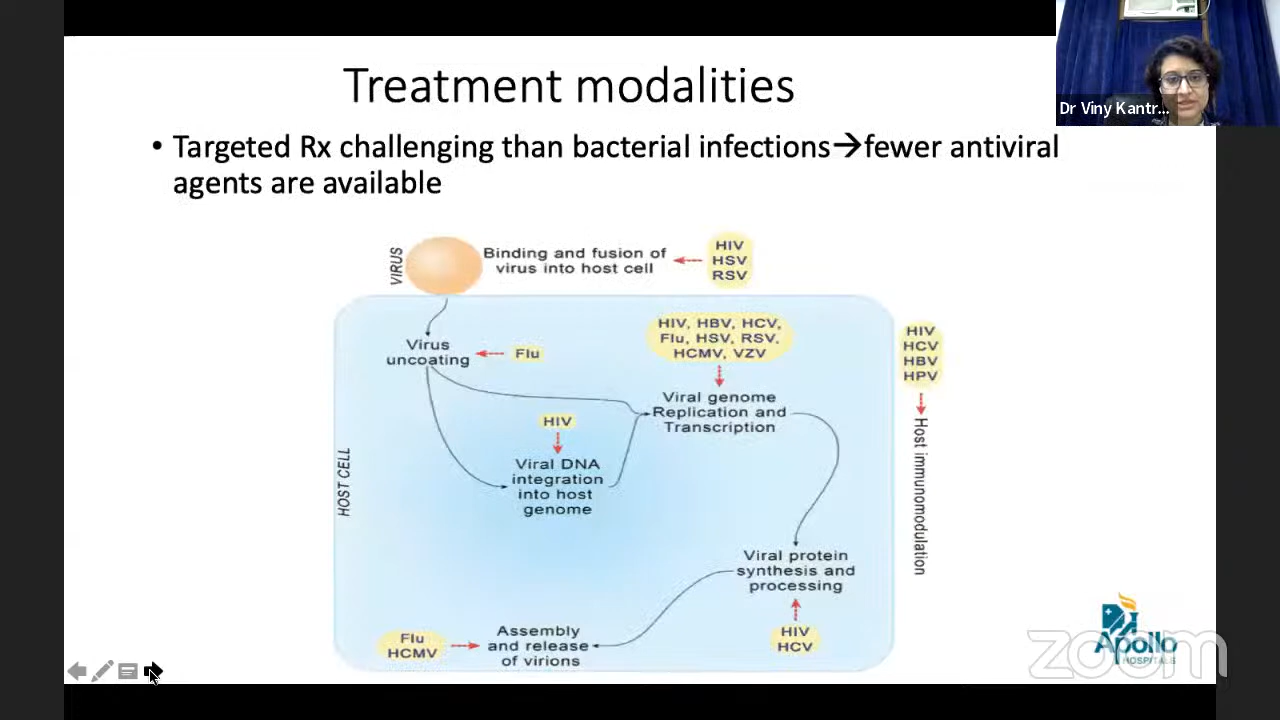 Treatment modalities
Dr Viny Kantr...
• Targeted Rx challenging than bacterial infections→fewer antiviral
agents are available
VIRUS
Binding and fusion of
virus into host cell
HIV
HSV
RSV
Virus
uncoating
Flu
HIV, HBV, HCV,
Flu, HSV, RSV,
HCMV, VZV
Viral genome
Replication and
Transcription
HIV
HCV
HBV
HPV
Host immunomodulation
HIV
Viral DNA
integration
into host
genome
HOST CELL
Viral protein
synthesis and
processing
HIV
HCV
Flu
HCMV
Assembly
and release
of virions
Apollo
HOSPITALS
zoom